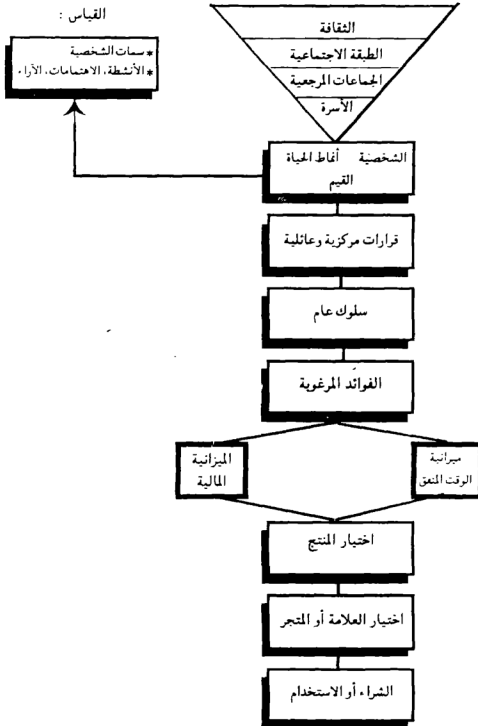 القياس :
* سمات الشخصية
* الأنشطة، الاهتمامات، الآراء
الثقافة
الطبقة الاجتماعية
الجماعات المرجعية
الأسرة
الشخصية أنماط الحياة
القيم
قرارات مركزية وعائلية
سلوك عام
الفوائد المرغوبة
الميزانية
المالية
ميزانية
الوقت المنفق
اختيار المنتج
اختيار العلامة أو المتجر
الشراء أو الاستخدام